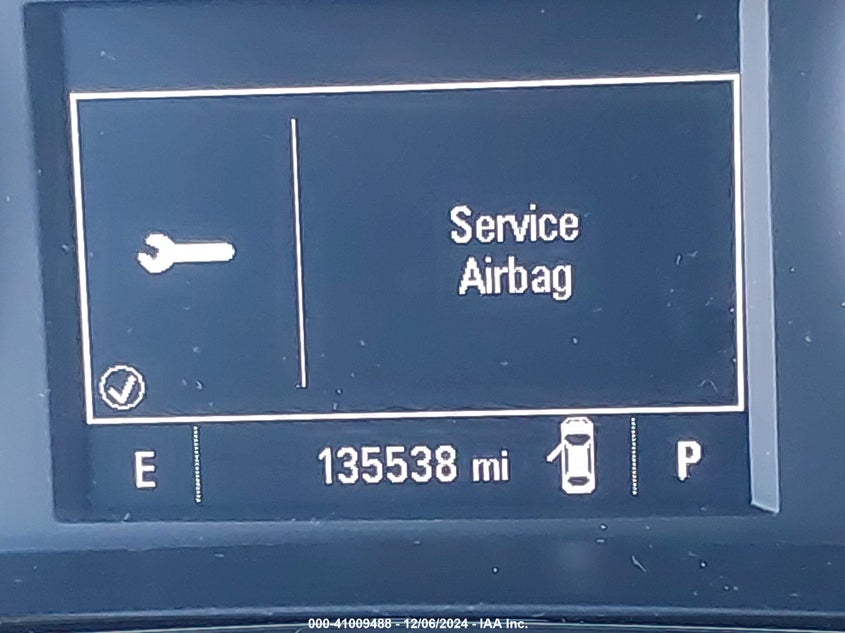 Service
Airbag
E 135538 mi P
000-41009488 - 12/06/2024 - IAA Inc.